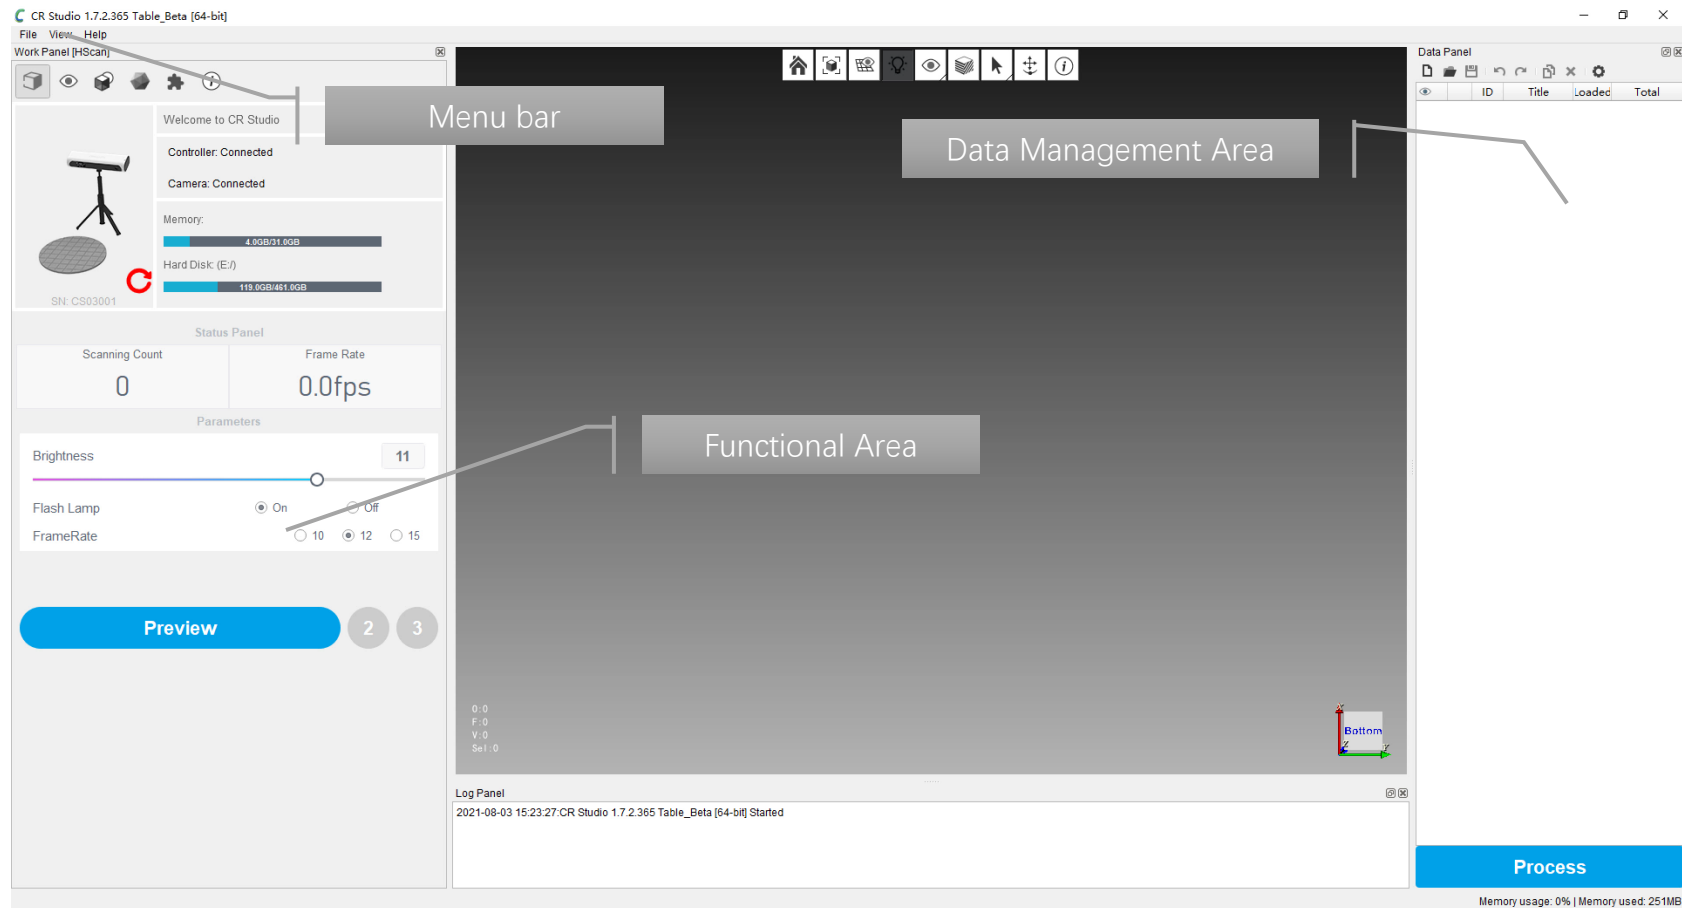 CR Studio 1.7.2.365 Table_Beta [64-bit]
File View Help
Work Panel [HScan]
Data Panel
ID Title Loaded Total
Menu bar
Data Management Area
Welcome to CR Studio
Controller: Connected
Camera: Connected
Memory:
4.0GB/31.0GB
Hard Disk: (E:/)
119.0GB/461.0GB
SN: CS03001
Status Panel
Scanning Count Frame Rate
0 0.0fps
Parameters
Functional Area
Brightness 11
Flash Lamp On Off
FrameRate 10 12 15
Preview 2 3
O:0
F:0
V:0
Sel:0
X
Bottom
Z Y
Log Panel
2021-08-03 15:23:27:CR Studio 1.7.2.365 Table_Beta [64-bit] Started
Process
Memory usage: 0% | Memory used: 251MB